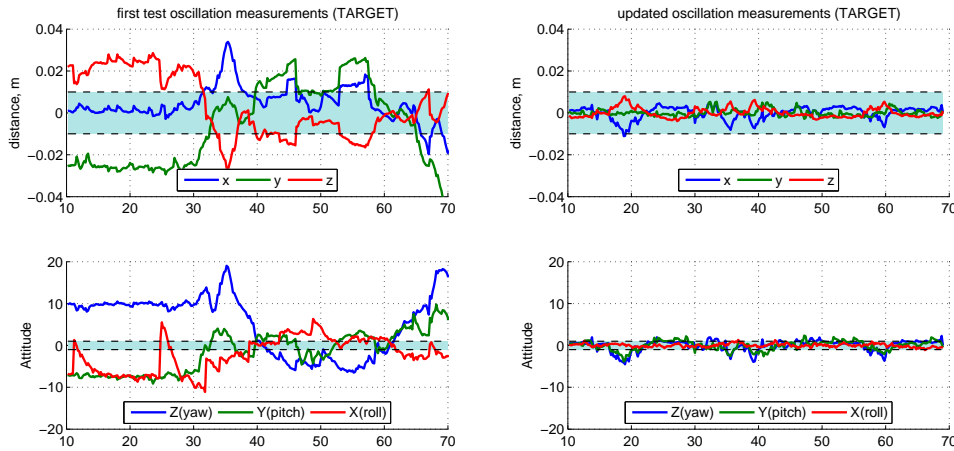 first test oscillation measurements (TARGET)
0.04
0.02
0
−0.02
−0.04
distance, m
x y z
10 20 30 40 50 60 70
updated oscillation measurements (TARGET)
0.04
0.02
0
−0.02
−0.04
distance, m
x y z
10 20 30 40 50 60 70
20
10
0
−10
−20
Attitude
Z(yaw) Y(pitch) X(roll)
10 20 30 40 50 60 70
20
10
0
−10
−20
Attitude
Z(yaw) Y(pitch) X(roll)
10 20 30 40 50 60 70